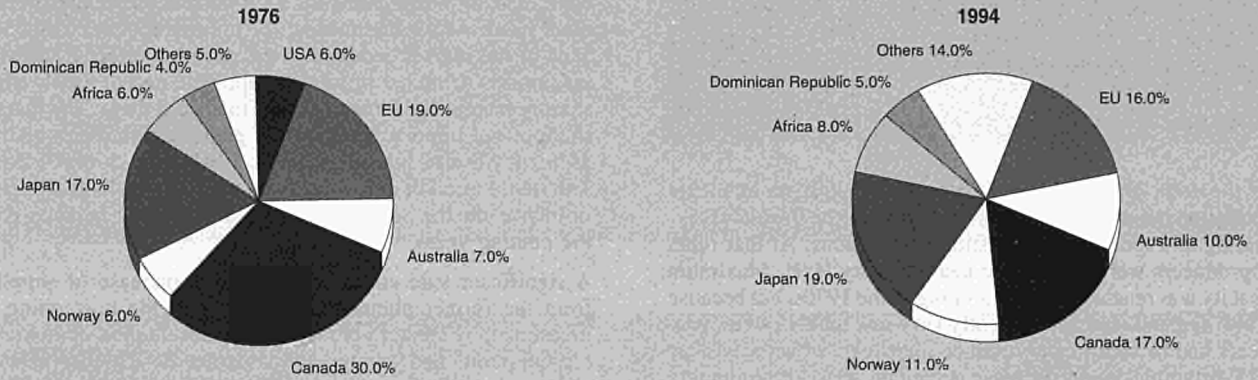 1976
Others 5.0%
USA 6.0%
Dominican Republic 4.0%
Africa 6.0%
EU 19.0%
Japan 17.0%
Australia 7.0%
Norway 6.0%
Canada 30.0%
1994
Others 14.0%
Dominican Republic 5.0%
EU 16.0%
Africa 8.0%
Australia 10.0%
Japan 19.0%
Canada 17.0%
Norway 11.0%